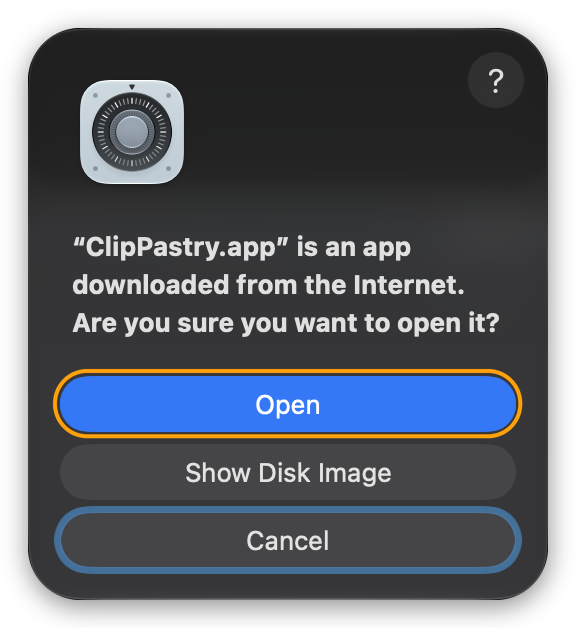 ?
“ClipPastry.app” is an app
downloaded from the Internet.
Are you sure you want to open it?
Open
Show Disk Image
Cancel